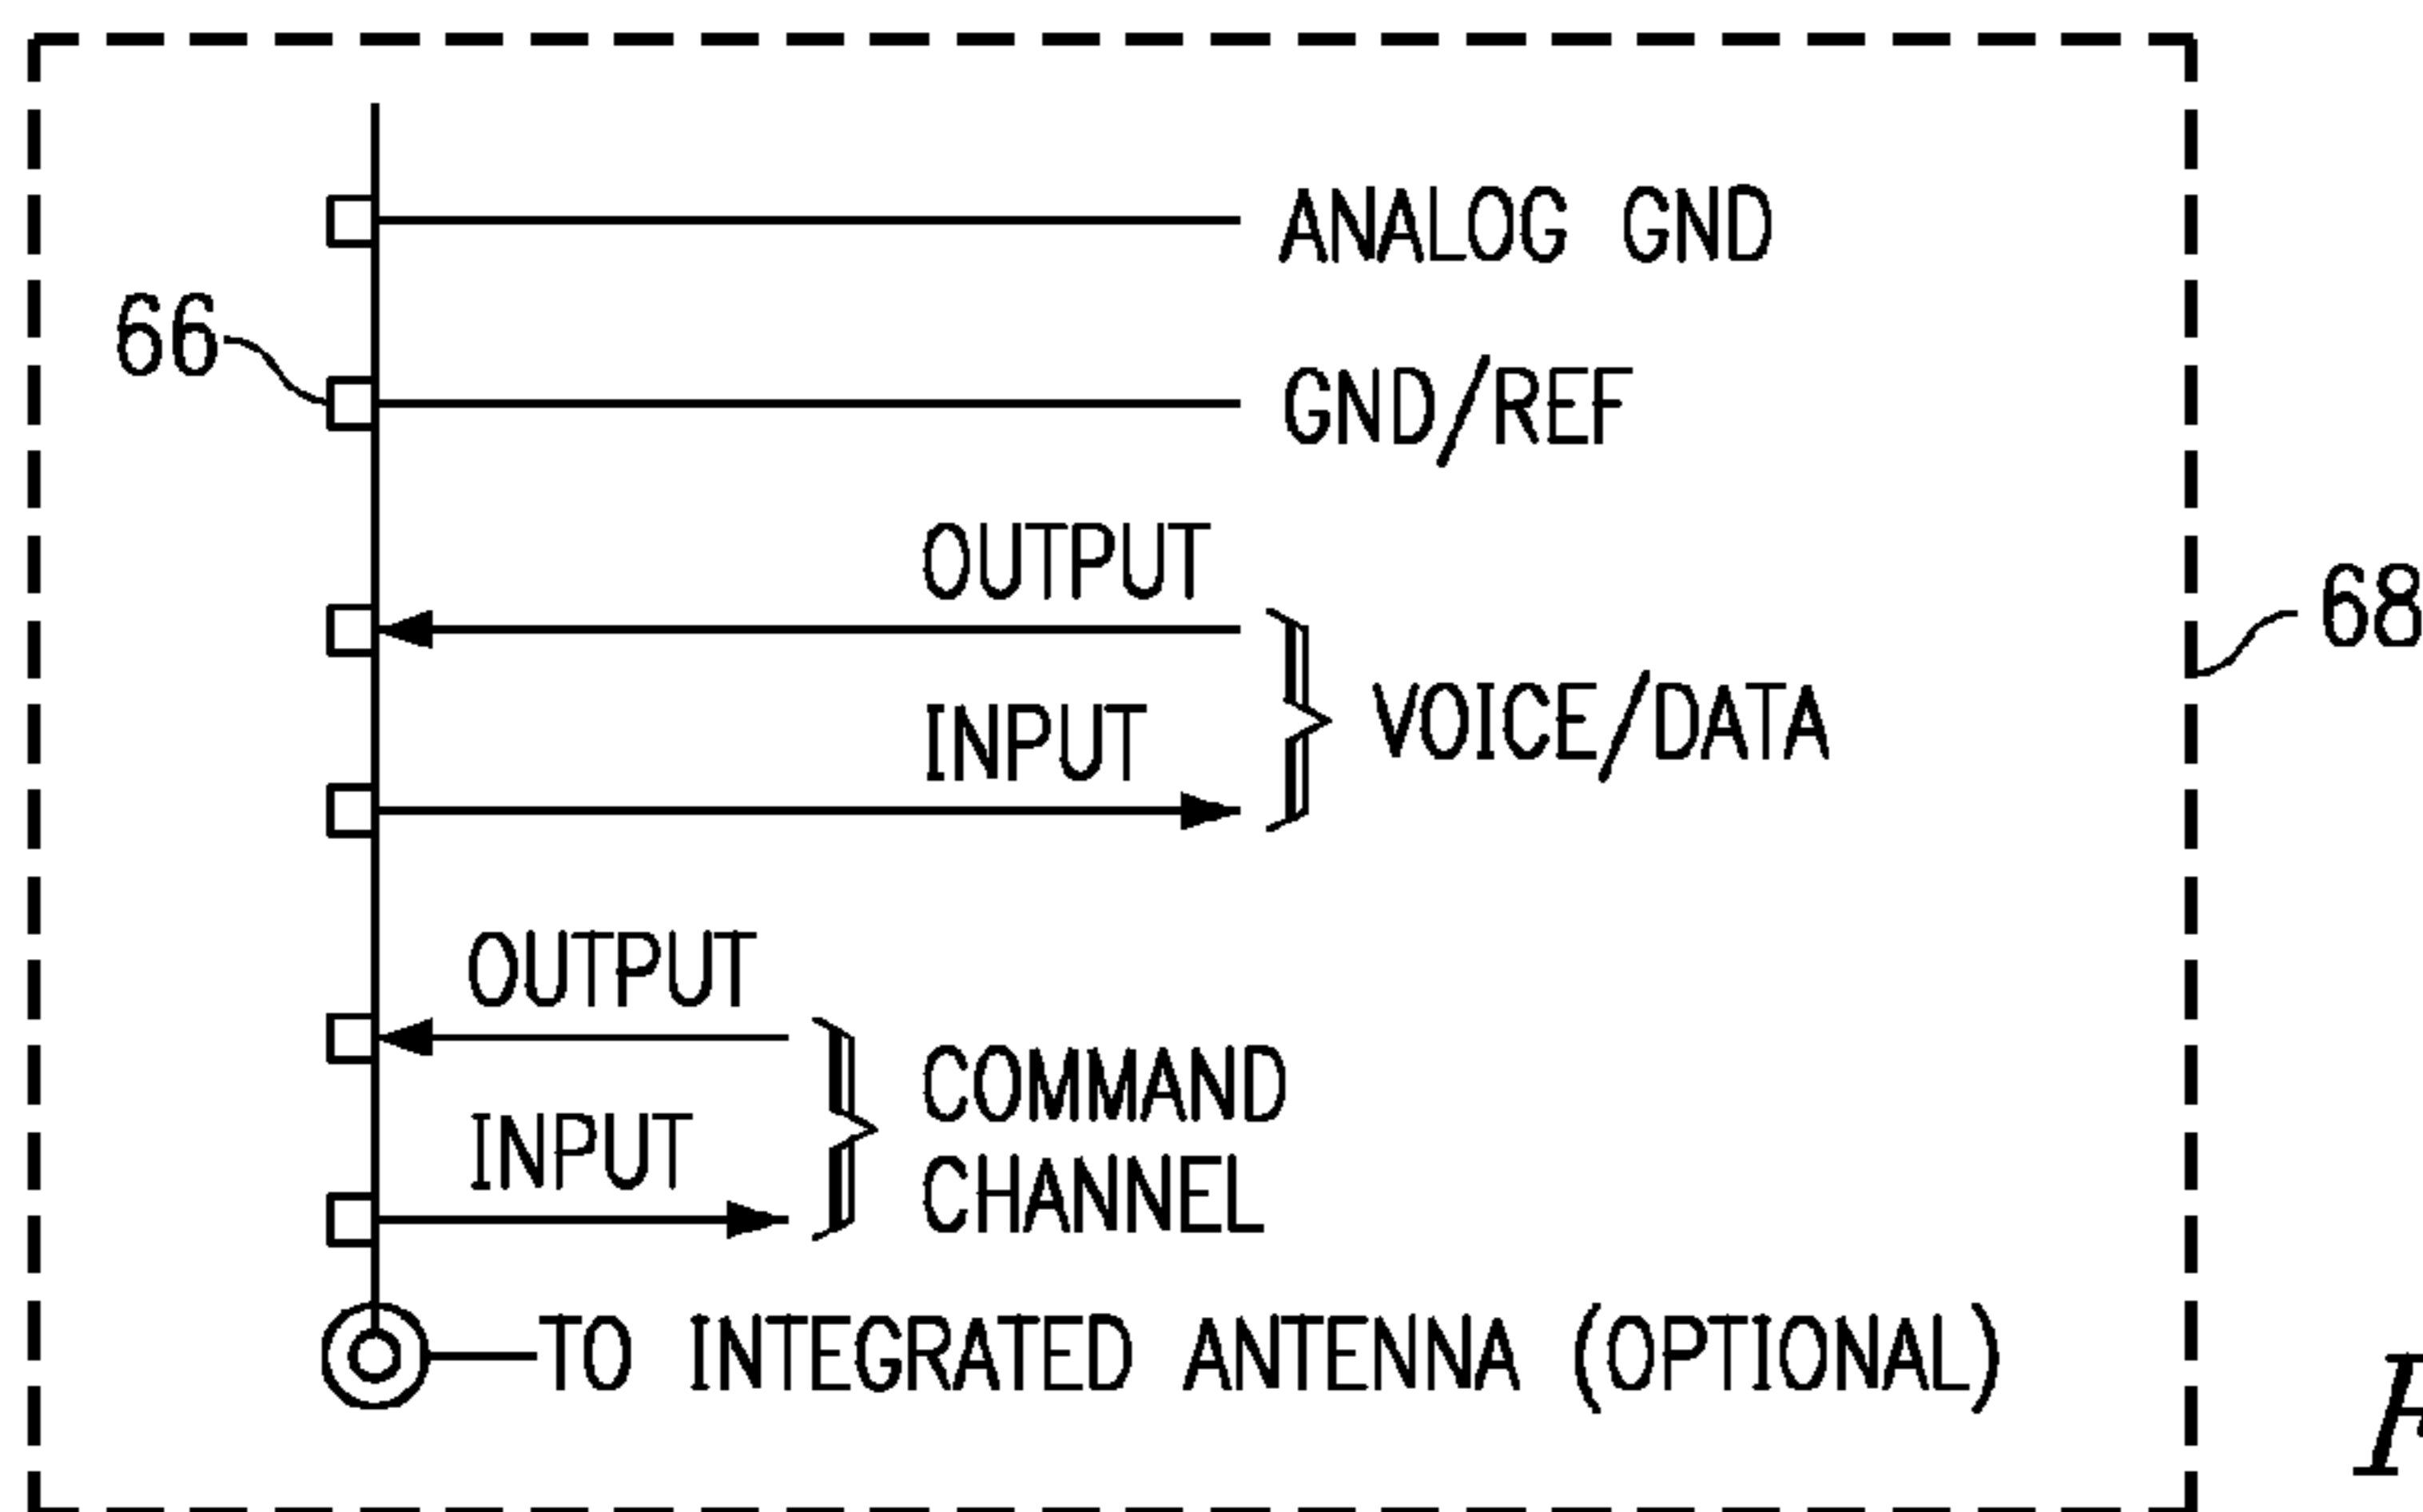 ANALOG GND
66
GND/REF
OUTPUT
68
INPUT
VOICE/DATA
OUTPUT
COMMAND
INPUT
CHANNEL
TO INTEGRATED ANTENNA (OPTIONAL)